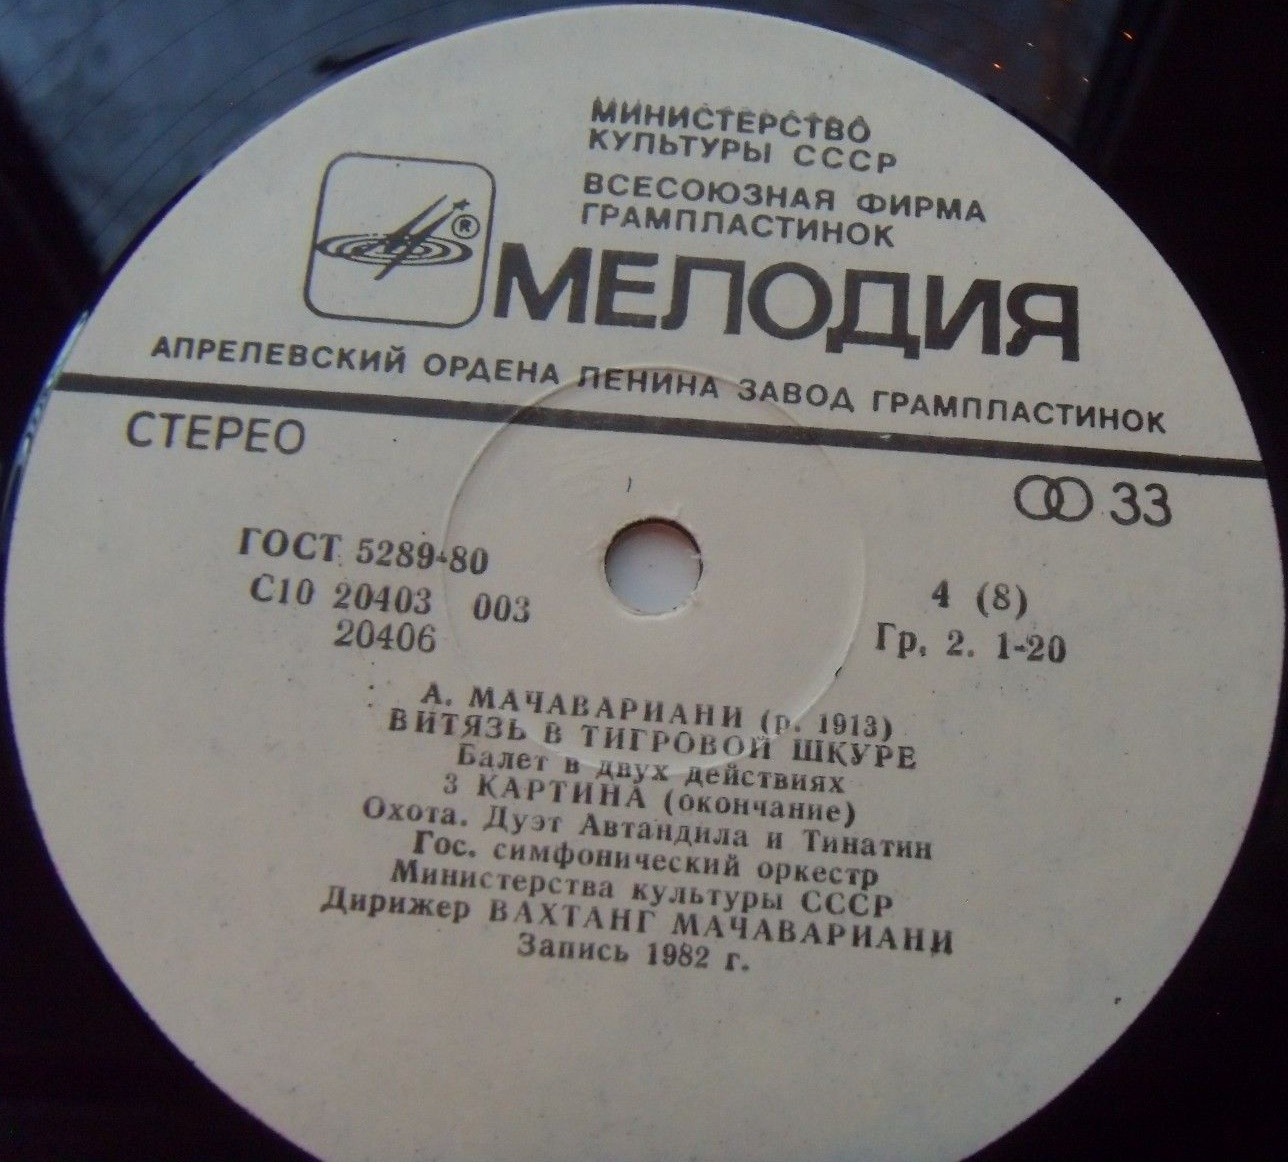 МИНИСТЕРСТВО
КУЛЬТУРЫ СССР
ВСЕСОЮЗНАЯ ФИРМА
ГРАМПЛАСТИНОК
®
МЕЛОДИЯ
АПРЕЛЕВСКИЙ ОРДЕНА ЛЕНИНА ЗАВОД ГРАМПЛАСТИНОК
СТЕРЕО
33
ГОСТ 5289-80
С10 20403 003
20406
4 (8)
Гр. 2. 1-20
А. МАЧАВАРИАНИ (р. 1913)
ВИТЯЗЬ В ТИГРОВОЙ ШКУРЕ
Балет в двух действиях
3 КАРТИНА (окончание)
Охота. Дуэт Автандила и Тинатин
Гос. симфонический оркестр
Министерства культуры СССР
Дирижер ВАХТАНГ МАЧАВАРИАНИ
Запись 1982 г.